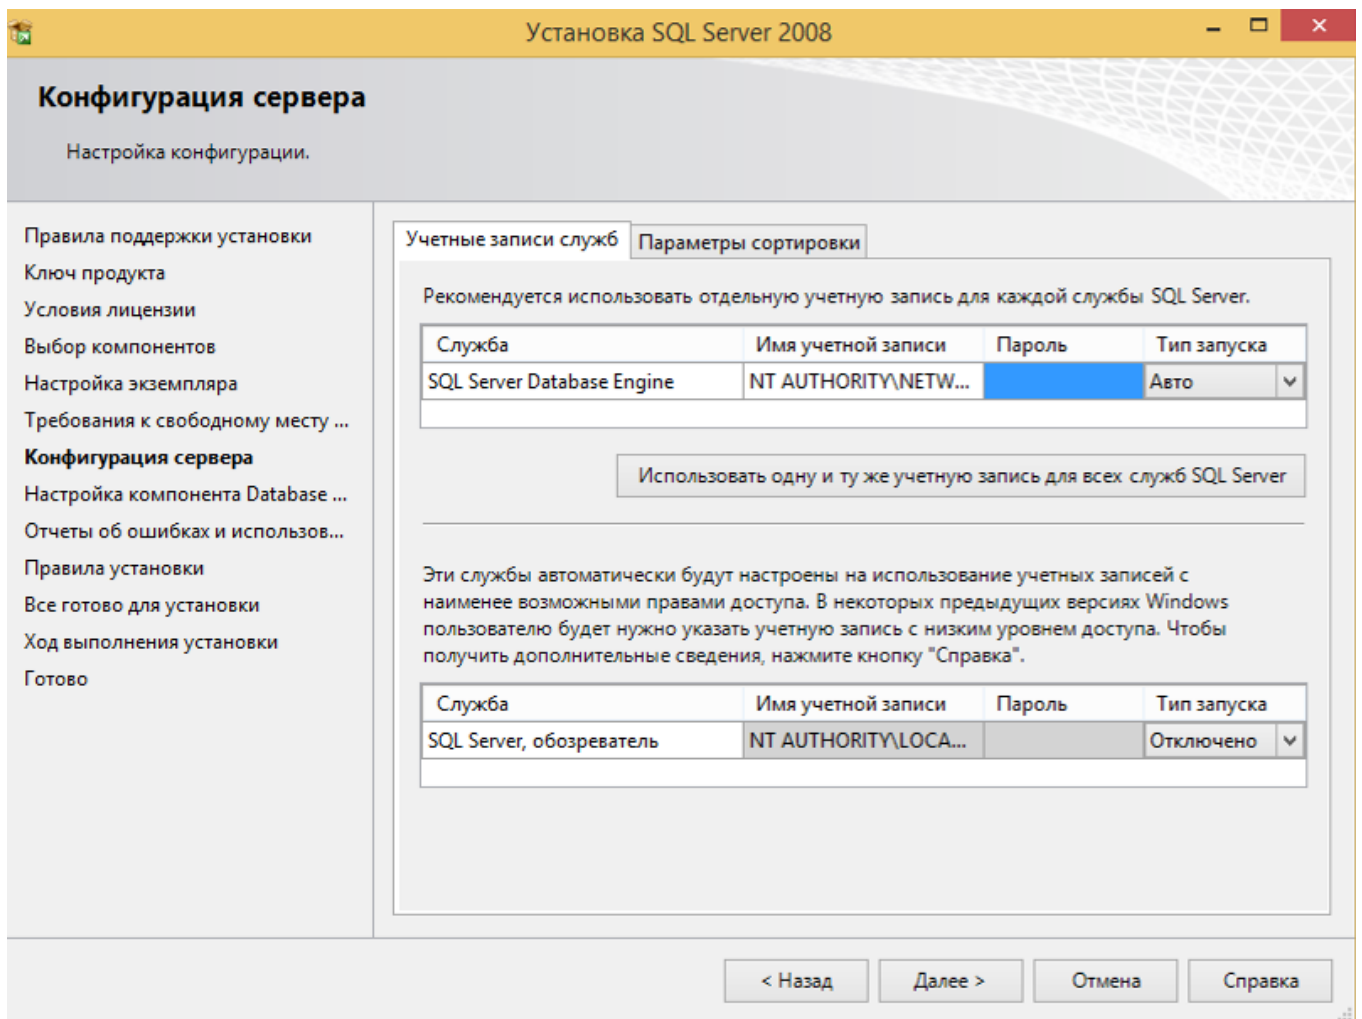 Установка SQL Server 2008
Конфигурация сервера
Настройка конфигурации.
Правила поддержки установки
Ключ продукта
Условия лицензии
Выбор компонентов
Настройка экземпляра
Требования к свободному месту ...
Конфигурация сервера
Настройка компонента Database ...
Отчеты об ошибках и использов...
Правила установки
Все готово для установки
Ход выполнения установки
Готово
Учетные записи служб Параметры сортировки
Рекомендуется использовать отдельную учетную запись для каждой службы SQL Server.
Служба Имя учетной записи Пароль Тип запуска
SQL Server Database Engine NT AUTHORITY\NETW... Авто
Использовать одну и ту же учетную запись для всех служб SQL Server
Эти службы автоматически будут настроены на использование учетных записей с
наименее возможными правами доступа. В некоторых предыдущих версиях Windows
пользователю будет нужно указать учетную запись с низким уровнем доступа. Чтобы
получить дополнительные сведения, нажмите кнопку "Справка".
Служба Имя учетной записи Пароль Тип запуска
SQL Server, обозреватель NT AUTHORITY\LOCA... Отключено
< Назад Далее > Отмена Справка